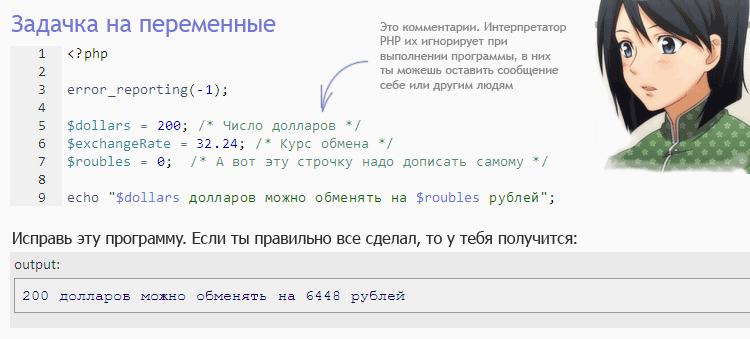 Задачка на переменные
Это комментарии. Интерпретатор
PHP их игнорирует при
выполнении программы, в них
ты можешь оставить сообщение
себе или другим людям
1 <?php
2
3 error_reporting(-1);
4
5 $dollars = 200; /* Число долларов */
6 $exchangeRate = 32.24; /* Курс обмена */
7 $roubles = 0;  /* А вот эту строчку надо дописать самому */
8
9 echo "$dollars долларов можно обменять на $roubles рублей";
Исправь эту программу. Если ты правильно все сделал, то у тебя получится:
output:
200 долларов можно обменять на 6448 рублей